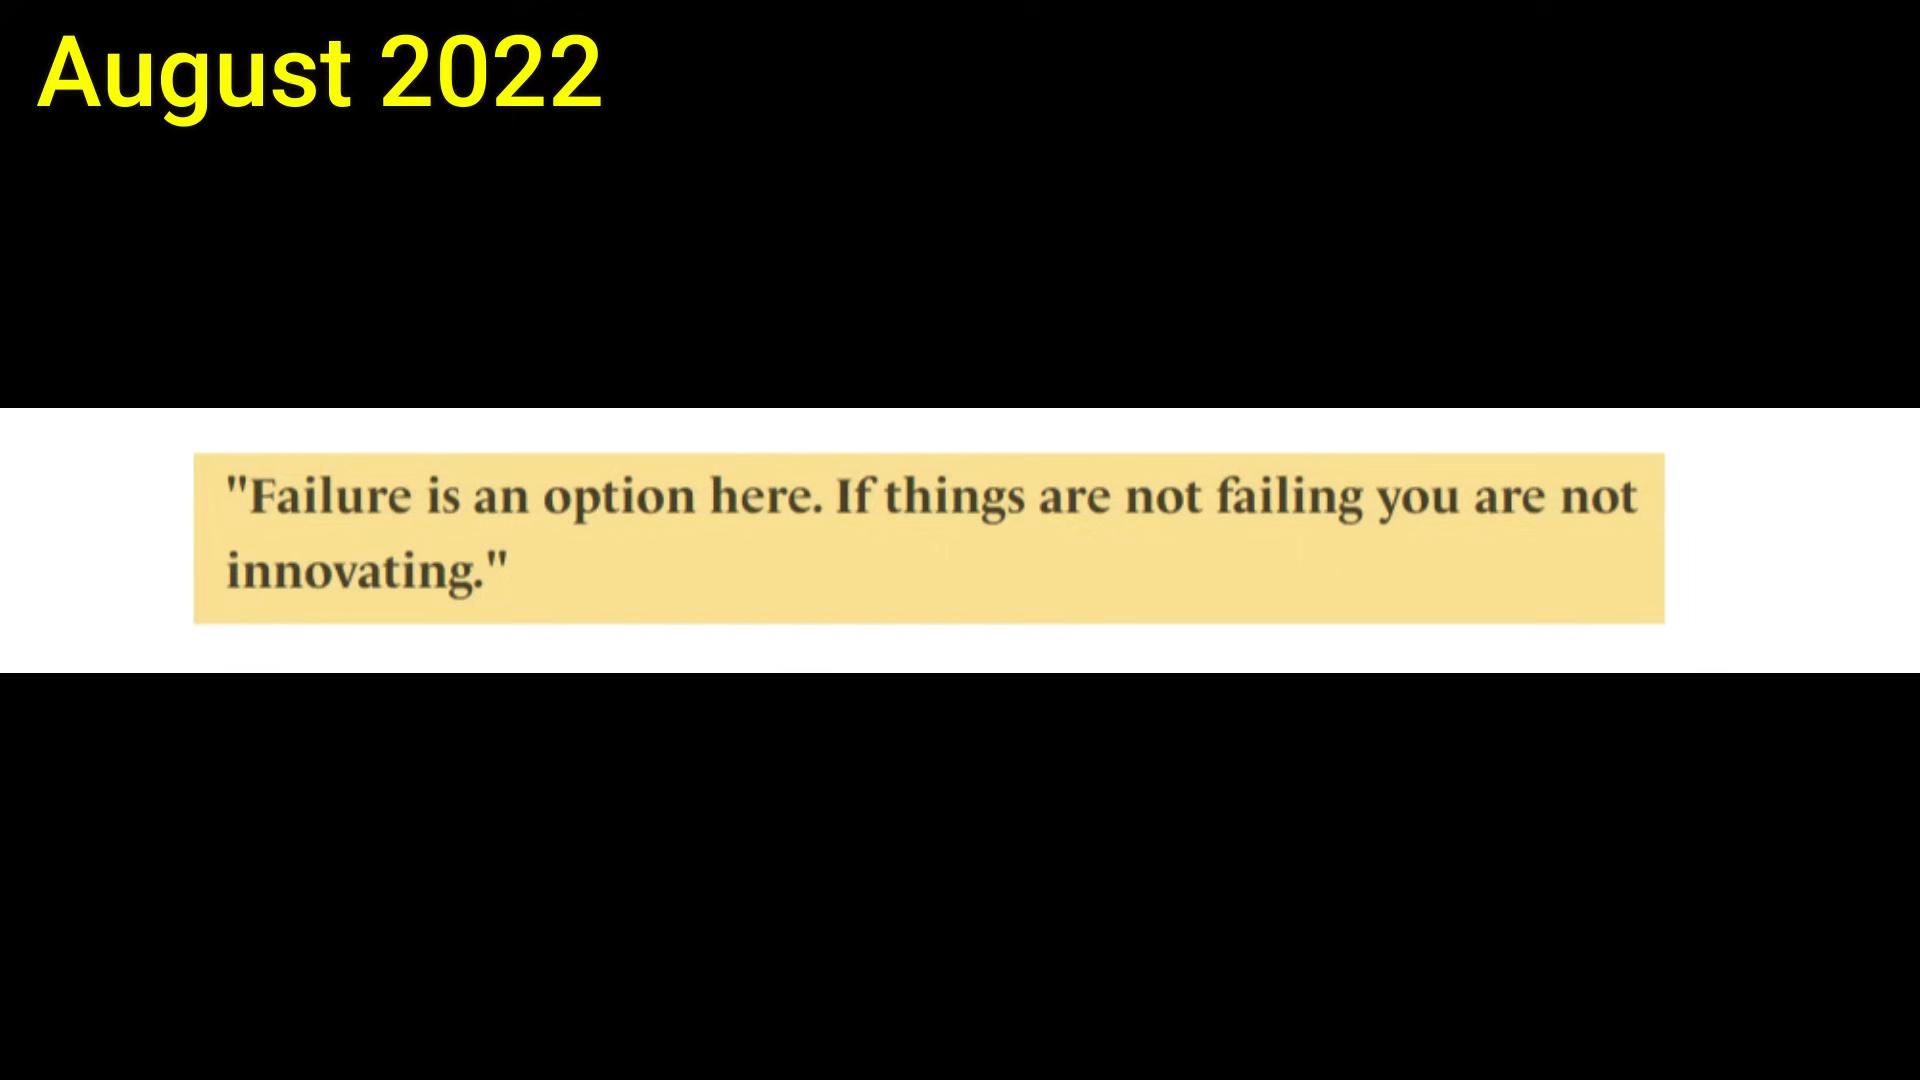 August 2022
"Failure is an option here. If things are not failing you are not
innovating."